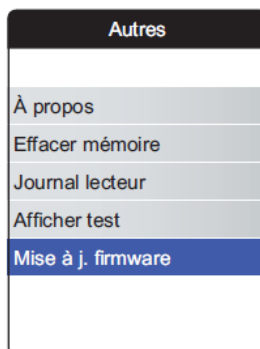 Autres
À propos
Effacer mémoire
Journal lecteur
Afficher test
Mise à j. firmware